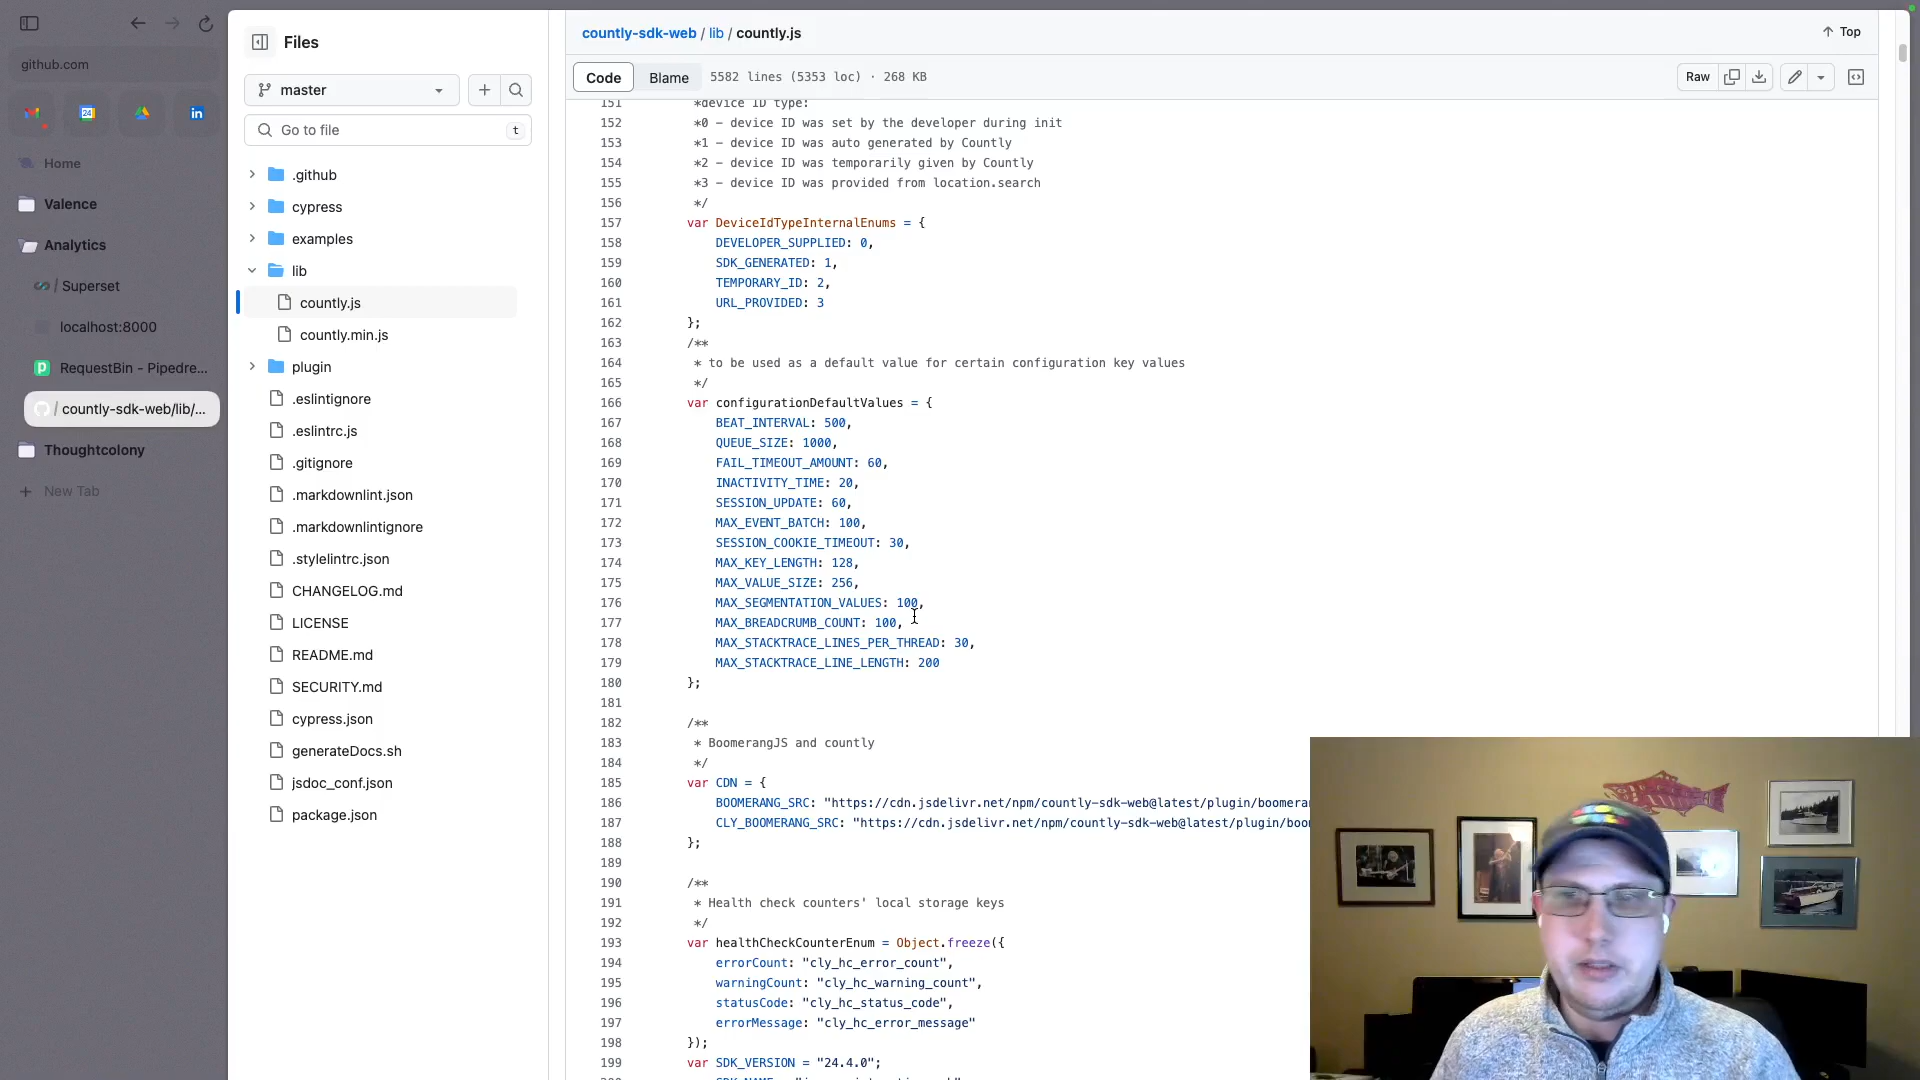 github.com
24
in
Home
Valence
Analytics
/ Superset
localhost:8000
RequestBin - Pipedre...
/ countly-sdk-web/lib/...
Thoughtcolony
+ New Tab
Files
master
Go to file
t
.github
cypress
examples
lib
countly.js
countly.min.js
plugin
.eslintignore
.eslintrc.js
.gitignore
.markdownlint.json
.markdownlintignore
.stylelintrc.json
CHANGELOG.md
LICENSE
README.md
SECURITY.md
cypress.json
generateDocs.sh
jsdoc_conf.json
package.json
countly-sdk-web / lib / countly.js
Top
Code
Blame
5582 lines (5353 loc) · 268 KB
Raw
151 *device ID type:
152 *0 - device ID was set by the developer during init
153 *1 - device ID was auto generated by Countly
154 *2 - device ID was temporarily given by Countly
155 *3 - device ID was provided from location.search
156 */
157 var DeviceIdTypeInternalEnums = {
158 DEVELOPER_SUPPLIED: 0,
159 SDK_GENERATED: 1,
160 TEMPORARY_ID: 2,
161 URL_PROVIDED: 3
162 };
163 /**
164 * to be used as a default value for certain configuration key values
165 */
166 var configurationDefaultValues = {
167 BEAT_INTERVAL: 500,
168 QUEUE_SIZE: 1000,
169 FAIL_TIMEOUT_AMOUNT: 60,
170 INACTIVITY_TIME: 20,
171 SESSION_UPDATE: 60,
172 MAX_EVENT_BATCH: 100,
173 SESSION_COOKIE_TIMEOUT: 30,
174 MAX_KEY_LENGTH: 128,
175 MAX_VALUE_SIZE: 256,
176 MAX_SEGMENTATION_VALUES: 100,
177 MAX_BREADCRUMB_COUNT: 100,
178 MAX_STACKTRACE_LINES_PER_THREAD: 30,
179 MAX_STACKTRACE_LINE_LENGTH: 200
180 };
181
182 /**
183 * BoomerangJS and countly
184 */
185 var CDN = {
186 BOOMERANG_SRC: "https://cdn.jsdelivr.net/npm/countly-sdk-web@latest/plugin/boomeran
187 CLY_BOOMERANG_SRC: "https://cdn.jsdelivr.net/npm/countly-sdk-web@latest/plugin/boo
188 };
189
190 /**
191 * Health check counters' local storage keys
192 */
193 var healthCheckCounterEnum = Object.freeze({
194 errorCount: "cly_hc_error_count",
195 warningCount: "cly_hc_warning_count",
196 statusCode: "cly_hc_status_code",
197 errorMessage: "cly_hc_error_message"
198 });
199 var SDK_VERSION = "24.4.0";